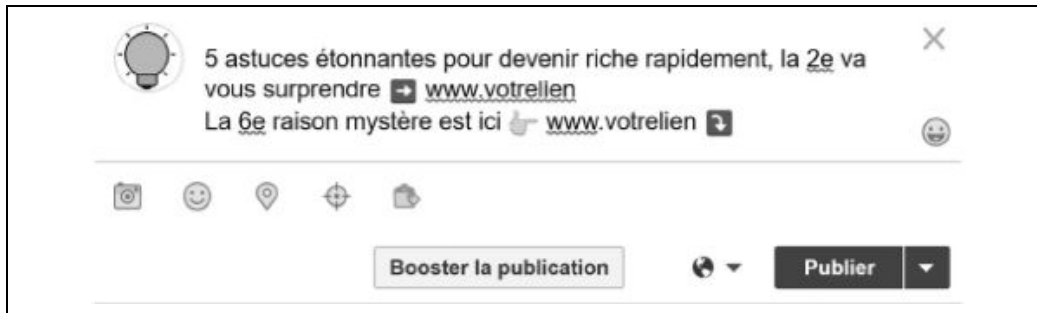 5 astuces étonnantes pour devenir riche rapidement, la 2e va
vous surprendre ➡ www.votrelien
La 6e raison mystère est ici 👉 www.votrelien ⤵
Booster la publication
Publier